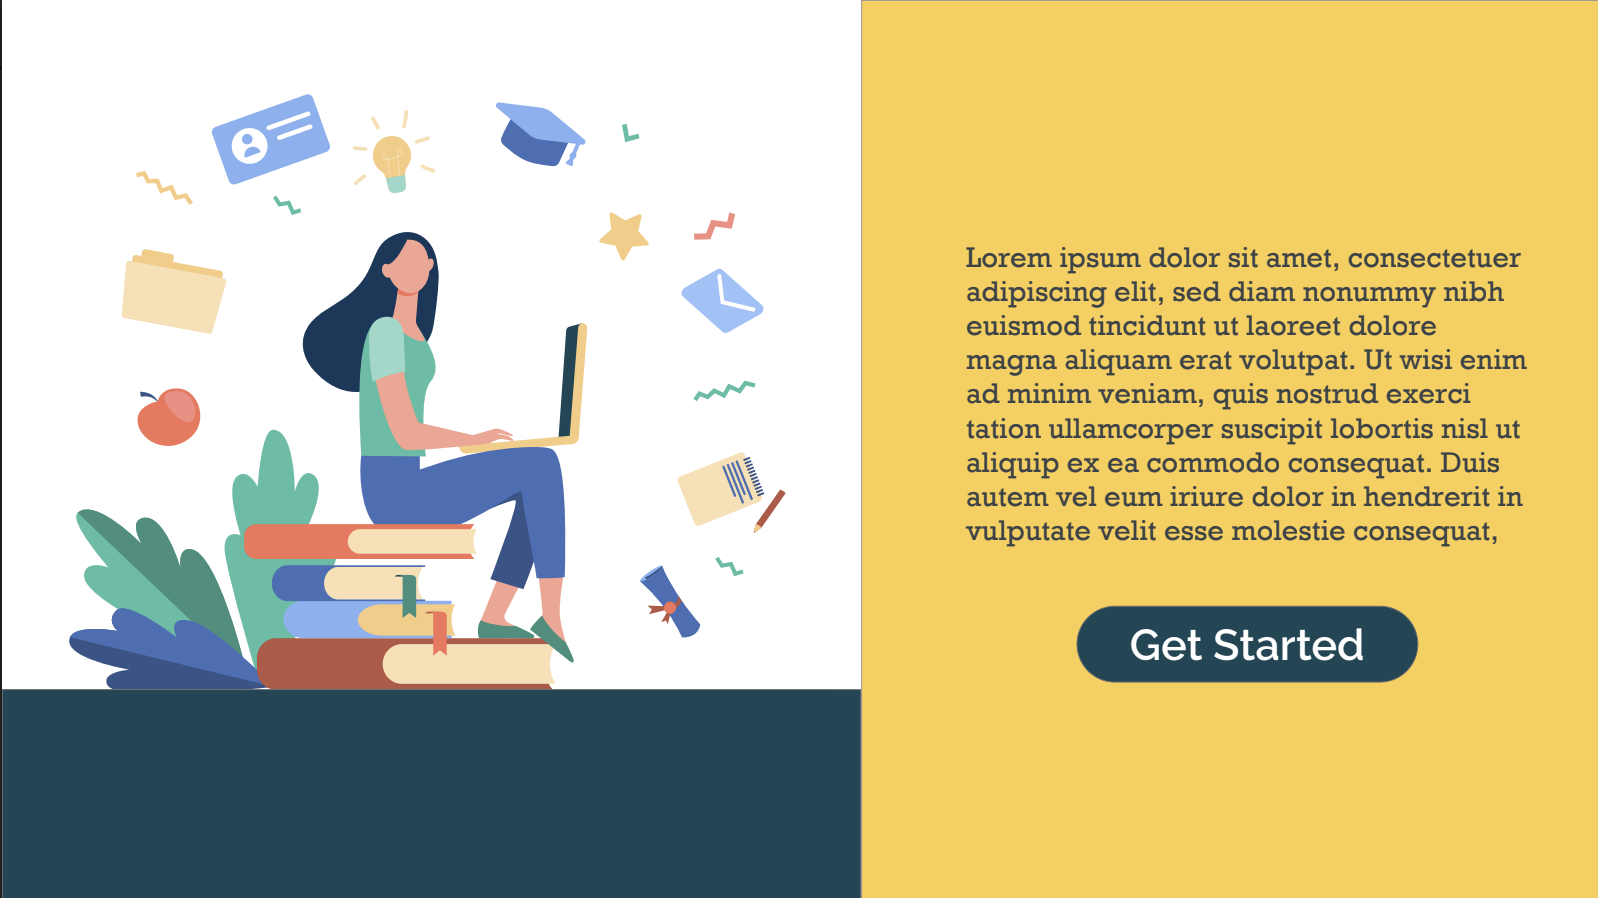 Lorem ipsum dolor sit amet, consectetuer
adipiscing elit, sed diam nonummy nibh
euismod tincidunt ut laoreet dolore
magna aliquam erat volutpat. Ut wisi enim
ad minim veniam, quis nostrud exerci
tation ullamcorper suscipit lobortis nisl ut
aliquip ex ea commodo consequat. Duis
autem vel eum iriure dolor in hendrerit in
vulputate velit esse molestie consequat,
Get Started